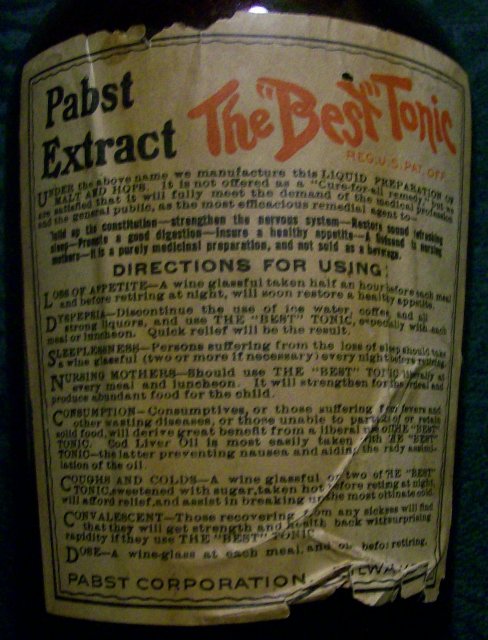 Pabst
Extract
The "Best" Tonic
REG. U.S. PAT. OFF.
UNDER the above name we manufacture this LIQUID PREPARATION OF
MALT AND HOPS. It is not offered as a "Cure-for-all remedy" but we
are satisfied that it will fully meet the demand of the medical profession
and the general public, as the most efficacious remedial agent to—
build up the constitution—strengthen the nervous system—Restore sound refreshing
sleep—Promote a good digestion—insure a healthy appetite—A Godsend to nursing
mothers—It is a purely medicinal preparation, and not sold as a beverage.
DIRECTIONS FOR USING:
LOSS OF APPETITE—A wine glassful taken half an hour before each meal
and before retiring at night, will soon restore a healthy appetite.
DYSPEPSIA—Discontinue the use of ice water, coffee and all
strong liquors, and use THE "BEST" TONIC, especially with each
meal or luncheon. Quick relief will be the result.
SLEEPLESSNESS—Persons suffering from the loss of sleep should take
a wine glassful (two or more if necessary) every night before retiring.
NURSING MOTHERS—Should use THE "BEST" TONIC liberally at
every meal and luncheon. It will strengthen for the ordeal and
produce abundant food for the child.
CONSUMPTION—Consumptives, or those suffering from fevers and
other wasting diseases, or those unable to partake of or retain
solid food, will derive great benefit from a liberal use of THE "BEST"
TONIC. Cod Liver Oil is most easily taken with THE "BEST"
TONIC—the latter preventing nausea and aiding the
lation of the oil
COUGHS AND COLDS—A wine glassful or two of THE "BEST"
TONIC, sweetened with sugar, taken hot before retiring at night,
will afford relief, and assist in breaking up the most obstinate cold.
CONVALESCENT—Those recovering from any sickness will find
that they will get strength and health back with surprising
rapidity if they use THE "BEST" TONIC
DOSE—A wine-glass at each meal, and on before retiring.
PABST CORPORATION,